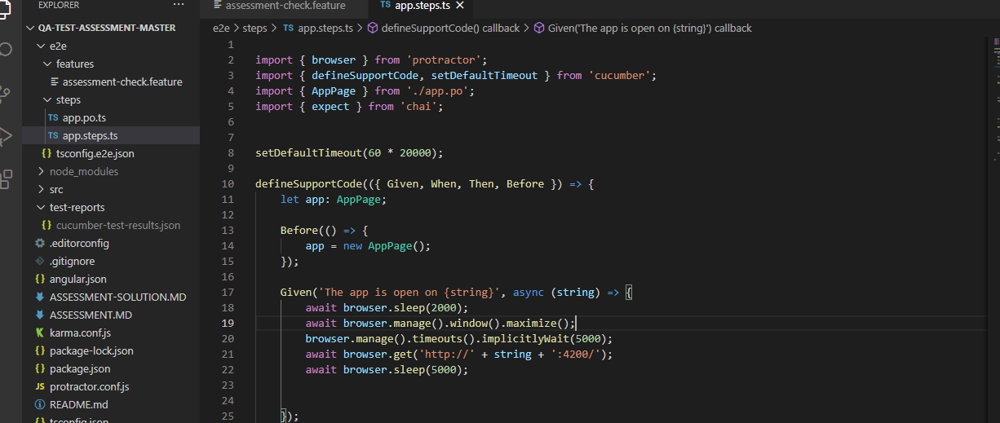 EXPLORER ···
QA-TEST-ASSESSMENT-MASTER
e2e
features
assessment-check.feature
steps
TS app.po.ts
TS app.steps.ts
{} tsconfig.e2e.json
node_modules
src
test-reports
{} cucumber-test-results.json
.editorconfig
.gitignore
{} angular.json
ASSESSMENT-SOLUTION.MD
ASSESSMENT.MD
karma.conf.js
{} package-lock.json
{} package.json
JS protractor.conf.js
README.md
tsconfig.json
assessment-check.feature
TS app.steps.ts ×
e2e > steps > TS app.steps.ts > defineSupportCode() callback > Given('The app is open on {string}') callback
1
2 import { browser } from 'protractor';
3 import { defineSupportCode, setDefaultTimeout } from 'cucumber';
4 import { AppPage } from './app.po';
5 import { expect } from 'chai';
6
7
8 setDefaultTimeout(60 * 20000);
9
10 defineSupportCode(({ Given, When, Then, Before }) => {
11 let app: AppPage;
12
13 Before(() => {
14 app = new AppPage();
15 });
16
17 Given('The app is open on {string}', async (string) => {
18 await browser.sleep(2000);
19 await browser.manage().window().maximize();
20 browser.manage().timeouts().implicitlyWait(5000);
21 await browser.get('http://' + string + ':4200/');
22 await browser.sleep(5000);
23
24
25 });